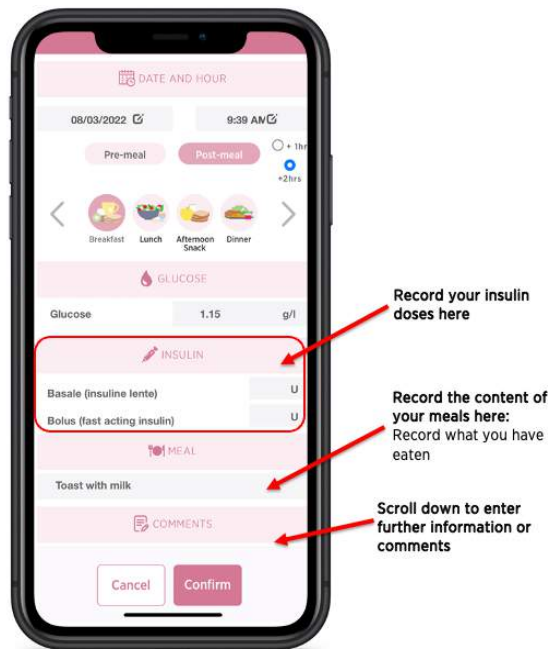 DATE AND HOUR
08/03/2022 9:39 AM
Pre-meal Post-meal + 1hr
+2hrs
Breakfast Lunch Afternoon Snack Dinner
GLUCOSE
Glucose 1.15 g/l
INSULIN
Basale (insuline lente) U
Bolus (fast acting insulin) U
MEAL
Toast with milk
COMMENTS
Cancel Confirm
Record your insulin
doses here
Record the content of
your meals here:
Record what you have
eaten
Scroll down to enter
further information or
comments